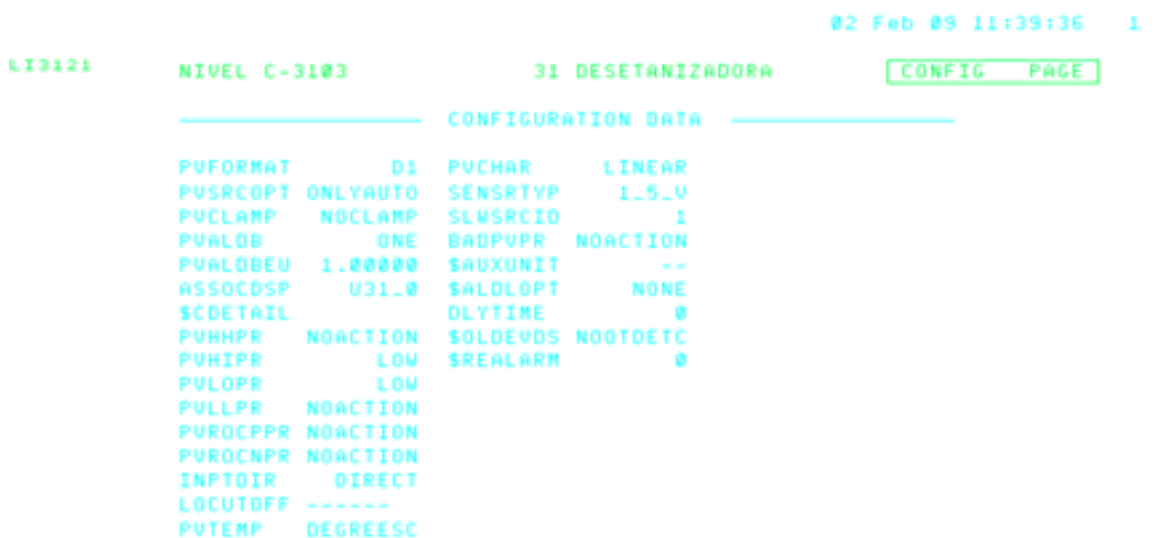 02 Feb 09 11:39:36 1
LI3121 NIVEL C-3103 31 DESETANIZADORA CONFIG PAGE
CONFIGURATION DATA
PVFORMAT D1 PVCHAR LINEAR
PVSRCOPT ONLYAUTO SENSRTYP 1_5_V
PVCLAMP NOCLAMP SLWSRCID 1
PVALDB ONE BADPVPR NOACTION
PVALDBEU 1.00000 $AUXUNIT --
ASSOCDSP U31_0 $ALDLOPT NONE
$CDETAIL DLYTIME 0
PVHHPR NOACTION $OLDEVDS NOOTDETC
PVHIPR LOW $REALARM 0
PVLOPR LOW
PVLLPR NOACTION
PVROCPPR NOACTION
PVROCNPR NOACTION
INPTDIR DIRECT
LOCUTOFF ------
PVTEMP DEGREESC